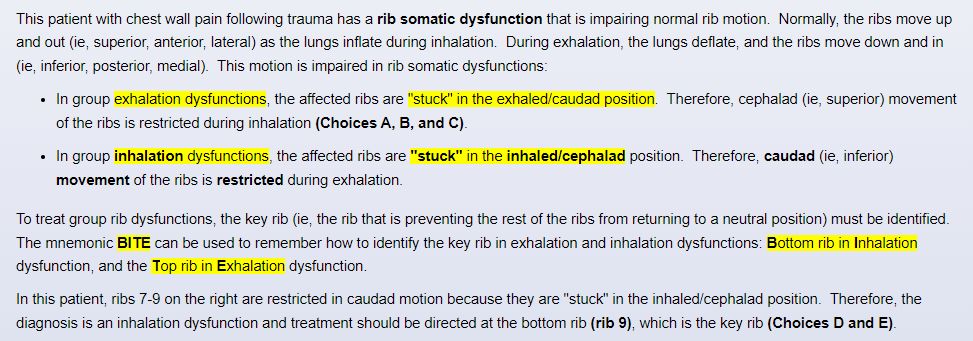 This patient with chest wall pain following trauma has a rib somatic dysfunction that is impairing normal rib motion. Normally, the ribs move up
and out (ie, superior, anterior, lateral) as the lungs inflate during inhalation. During exhalation, the lungs deflate, and the ribs move down and in
(ie, inferior, posterior, medial). This motion is impaired in rib somatic dysfunctions:
• In group exhalation dysfunctions, the affected ribs are "stuck" in the exhaled/caudad position. Therefore, cephalad (ie, superior) movement
of the ribs is restricted during inhalation (Choices A, B, and C).
• In group inhalation dysfunctions, the affected ribs are "stuck" in the inhaled/cephalad position. Therefore, caudad (ie, inferior)
movement of the ribs is restricted during exhalation.
To treat group rib dysfunctions, the key rib (ie, the rib that is preventing the rest of the ribs from returning to a neutral position) must be identified.
The mnemonic BITE can be used to remember how to identify the key rib in exhalation and inhalation dysfunctions: Bottom rib in Inhalation
dysfunction, and the Top rib in Exhalation dysfunction.
In this patient, ribs 7-9 on the right are restricted in caudad motion because they are "stuck" in the inhaled/cephalad position. Therefore, the
diagnosis is an inhalation dysfunction and treatment should be directed at the bottom rib (rib 9), which is the key rib (Choices D and E).